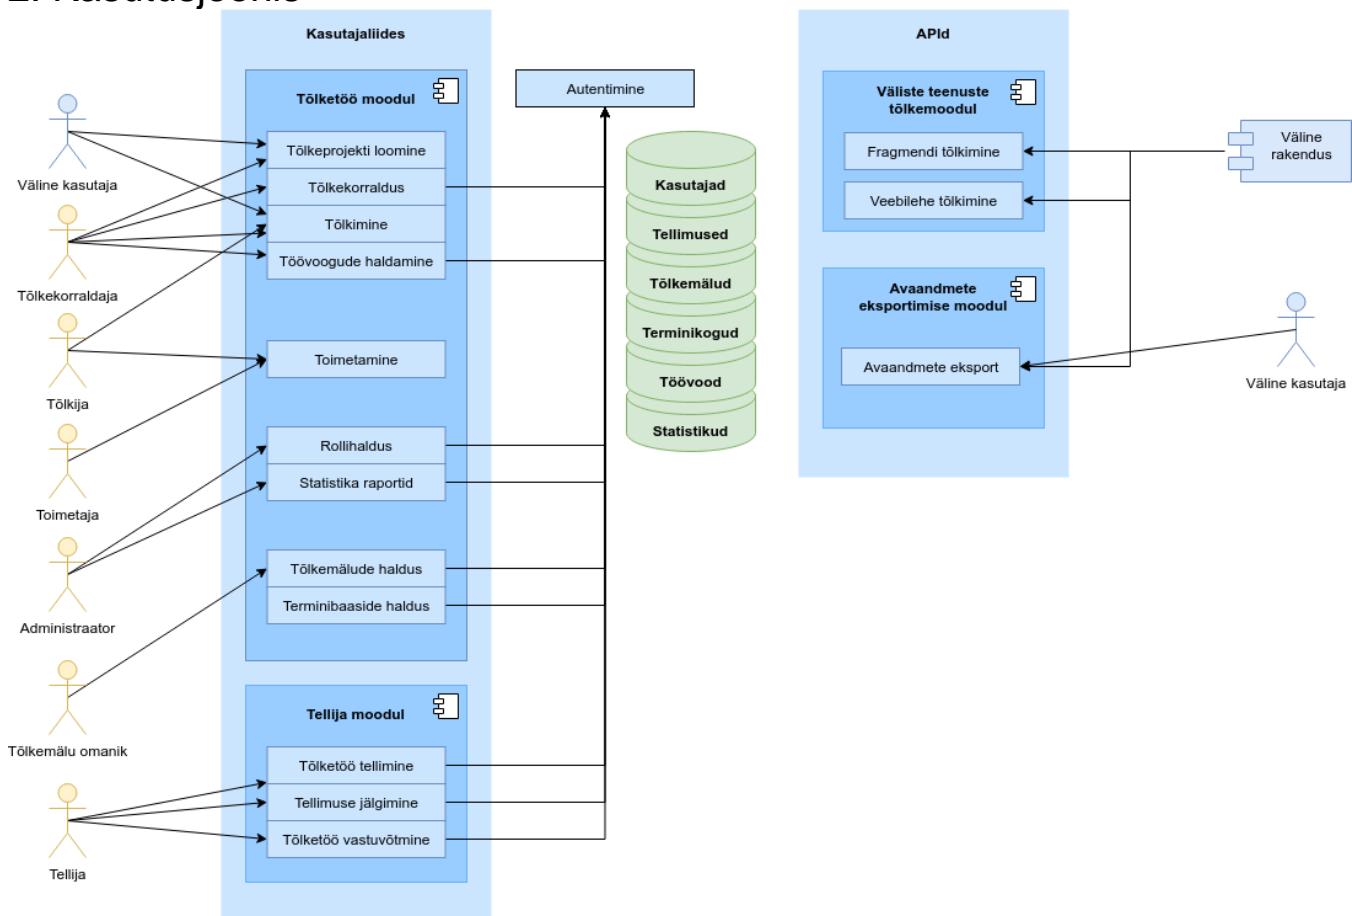 2. Kasutusjoonis
Kasutajaliides
Tõlketöö moodul
Tõlkeprojekti loomine
Tõlkekorraldus
Tõlkimine
Töövoogude haldamine
Toimetamine
Rollihaldus
Statistika raportid
Tõlkemälude haldus
Terminibaaside haldus
Tellija moodul
Tõlketöö tellimine
Tellimuse jälgimine
Tõlketöö vastuvõtmine
Väline kasutaja
Tõlkekorraldaja
Tõlkija
Toimetaja
Administraator
Tõlkemälu omanik
Tellija
Autentimine
Kasutajad
Tellimused
Tõlkemälud
Terminikogud
Töövood
Statistikud
APId
Väliste teenuste
tõlkemoodul
Fragmendi tõlkimine
Veebilehe tõlkimine
Avaandmete
eksportimise moodul
Avaandmete eksport
Väline
rakendus
Väline kasutaja